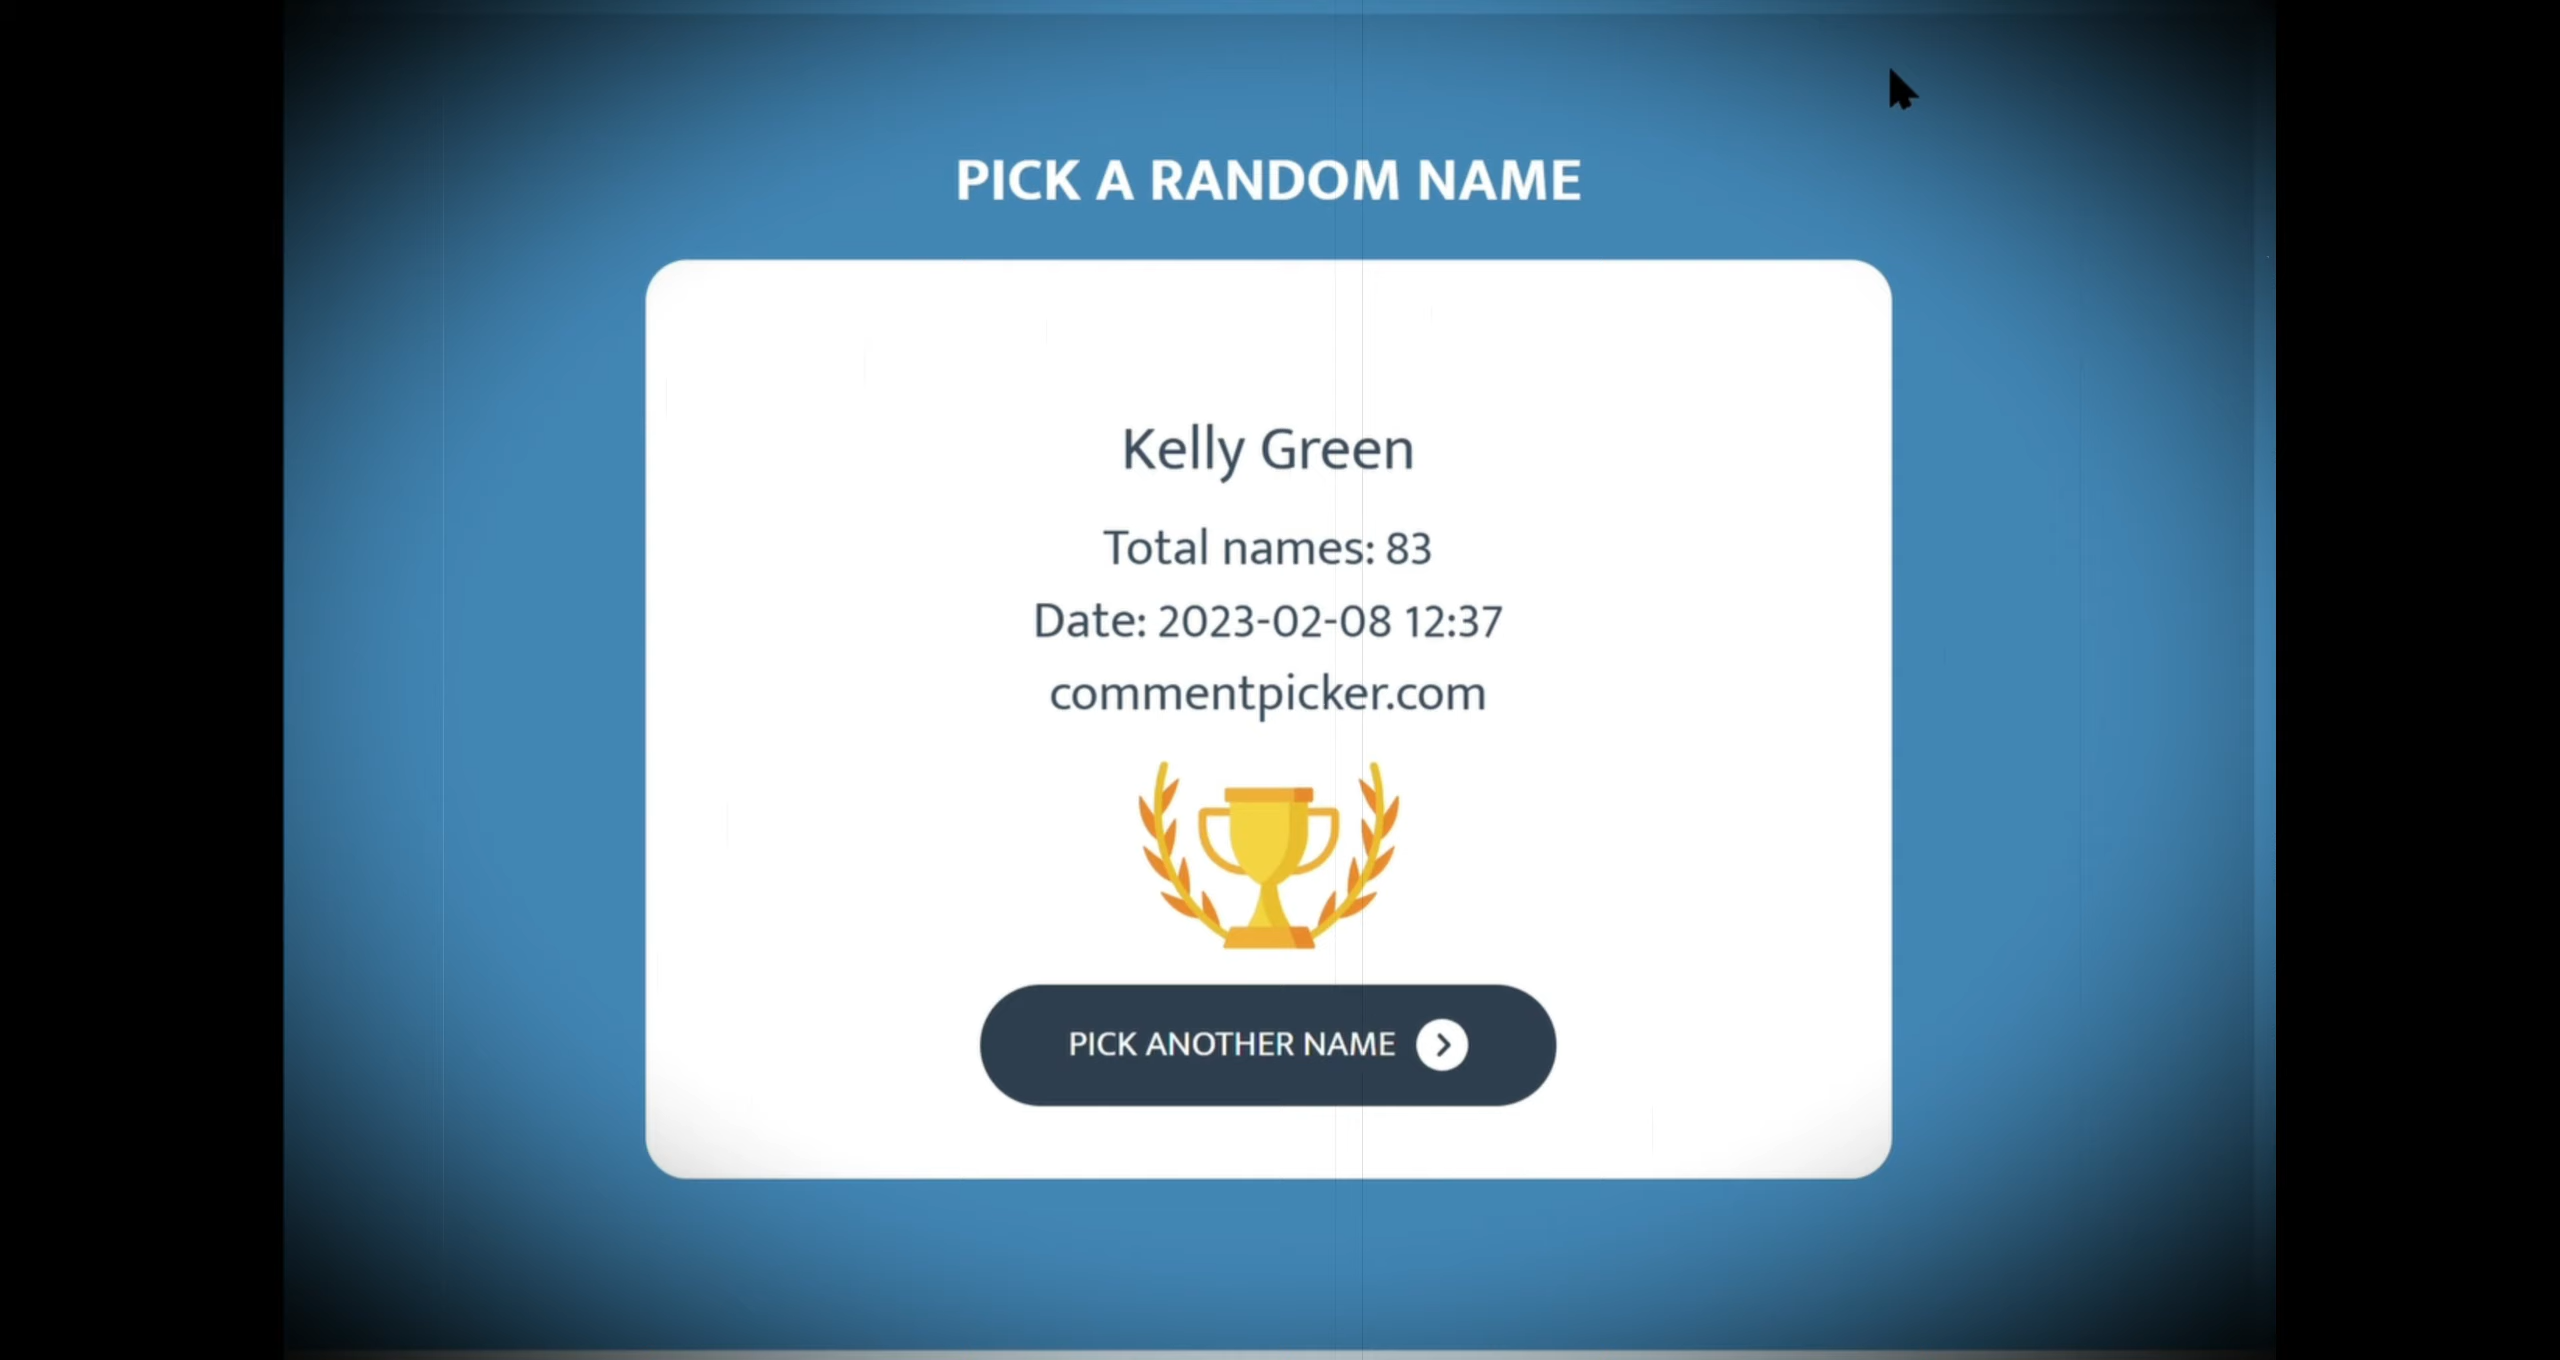 PICK A RANDOM NAME
Kelly Green
Total names: 83
Date: 2023-02-08 12:37
commentpicker.com
PICK ANOTHER NAME